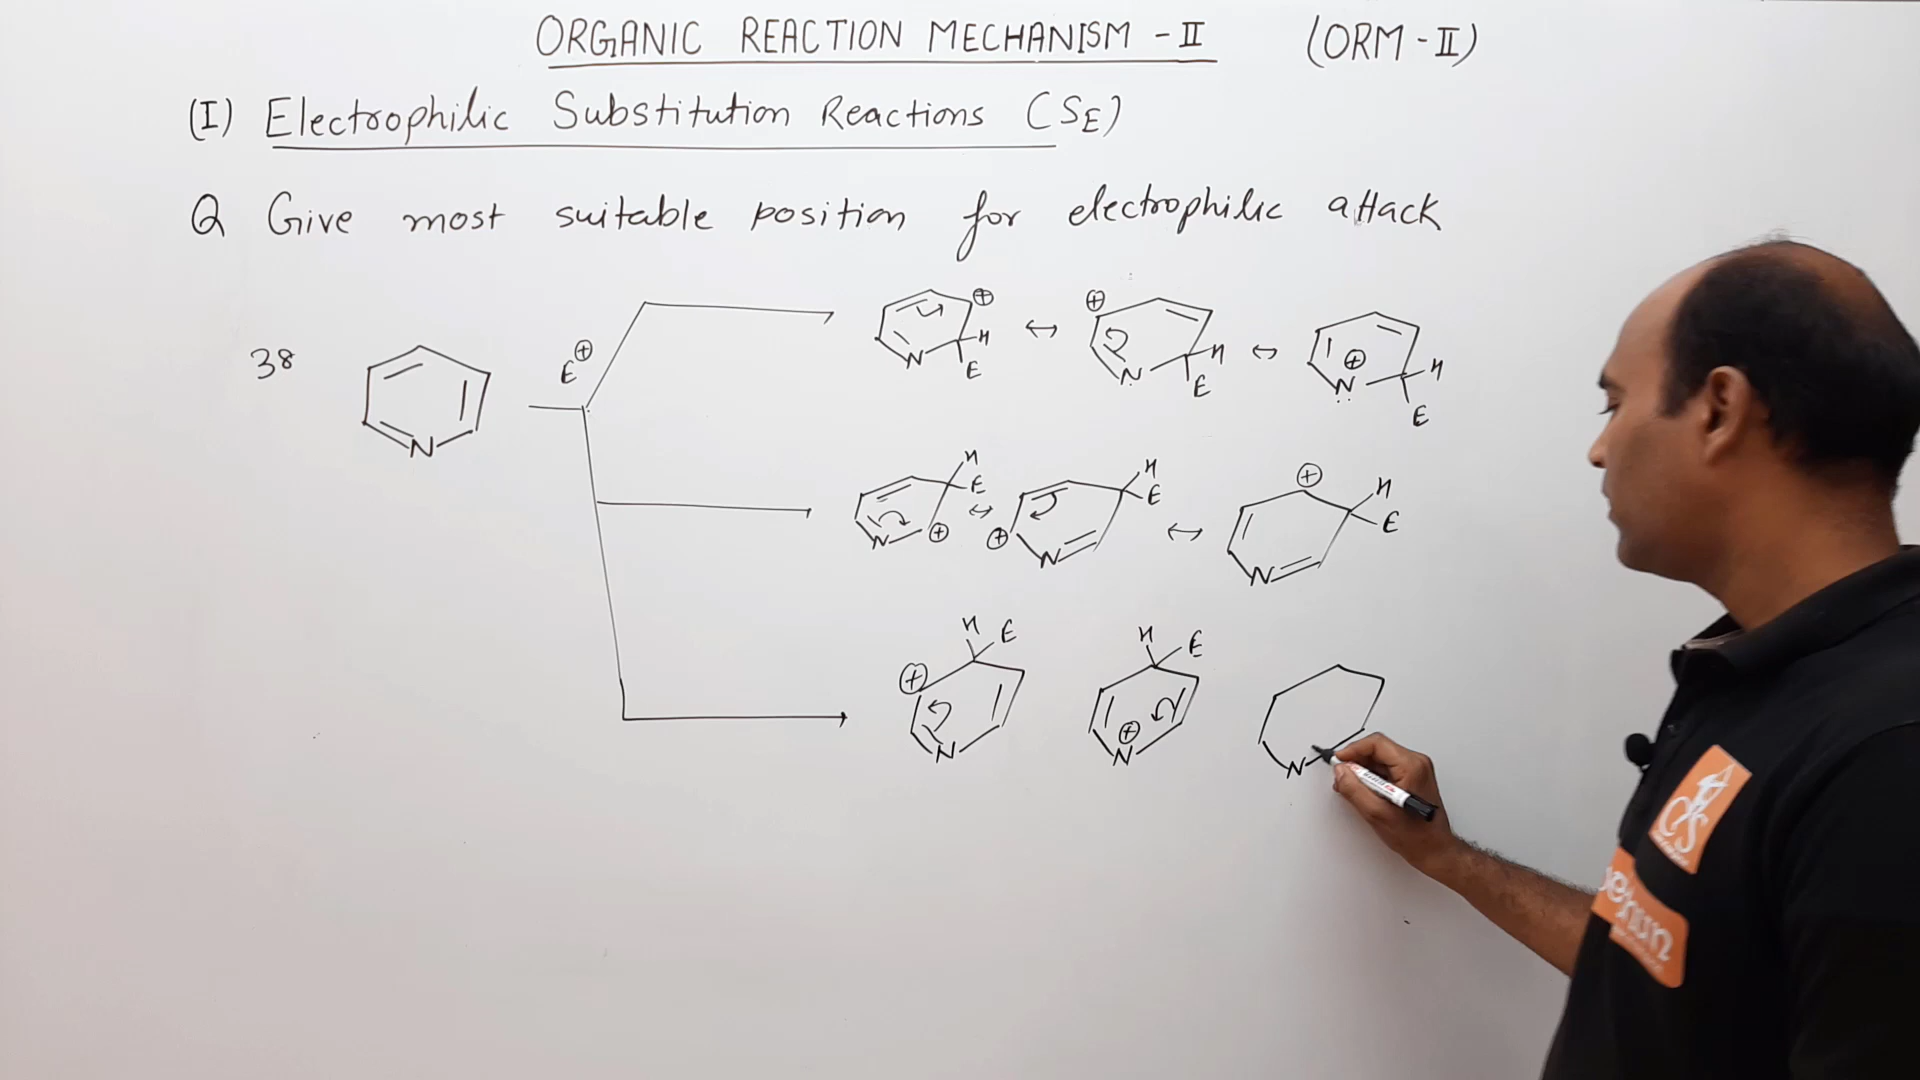 ORGANIC REACTION MECHANISM - II (ORM - II)
(I) Electrophilic Substitution Reactions (SE)
Q Give most suitable position for electrophilic attack
38
N
E⊕
⊕ H N E ↔ ⊕ H N E ↔ ⊕ H N E
H E N ⊕ ↔ H E ⊕ N ↔ ⊕ H E N
H E ⊕ N
H E ⊕ N
N